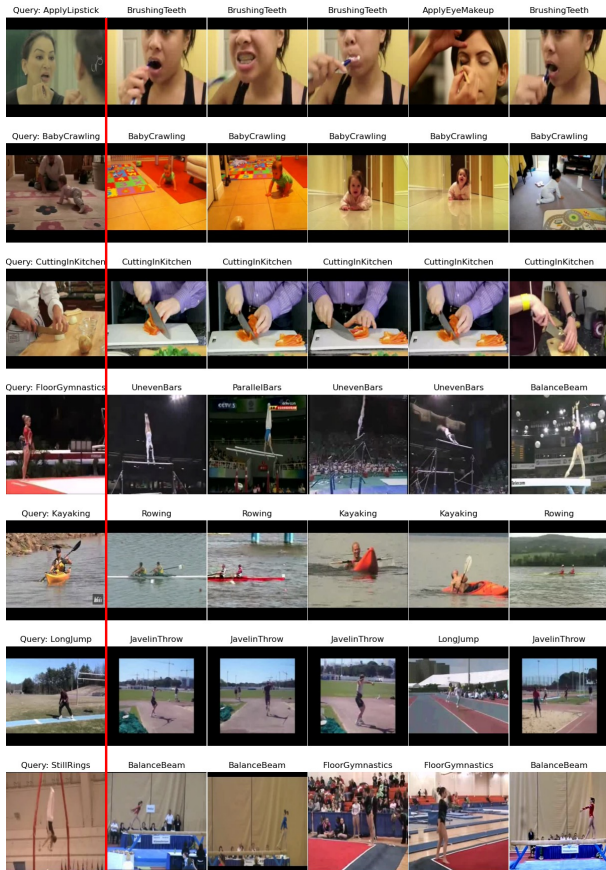 Query: ApplyLipstick BrushingTeeth BrushingTeeth BrushingTeeth ApplyEyeMakeup BrushingTeeth
Query: BabyCrawling BabyCrawling BabyCrawling BabyCrawling BabyCrawling BabyCrawling
Query: CuttingInKitchen CuttingInKitchen CuttingInKitchen CuttingInKitchen CuttingInKitchen CuttingInKitchen
Query: FloorGymnastics UnevenBars ParallelBars UnevenBars UnevenBars BalanceBeam
Query: Kayaking Rowing Rowing Kayaking Kayaking Rowing
Query: LongJump JavelinThrow JavelinThrow JavelinThrow LongJump JavelinThrow
Query: StillRings BalanceBeam BalanceBeam FloorGymnastics FloorGymnastics BalanceBeam